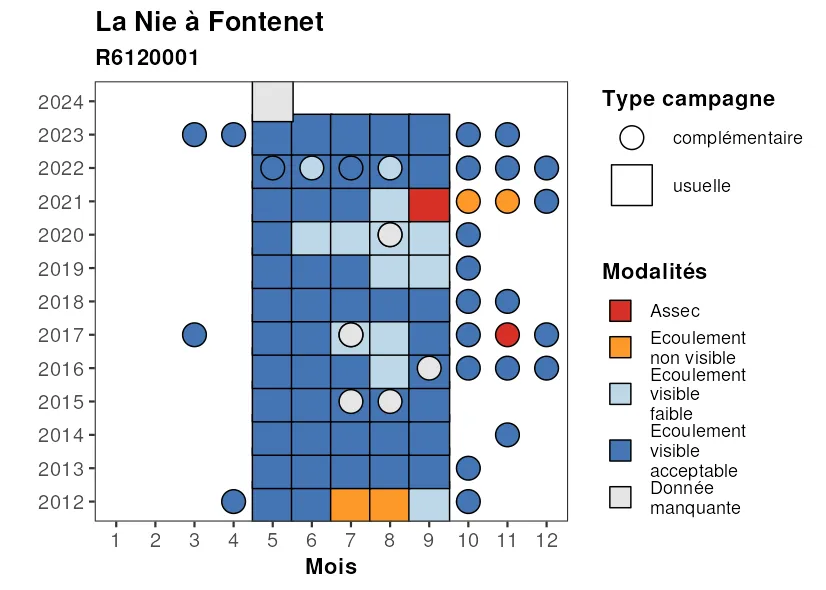 La Nie à Fontenet
R6120001
2024
2023
2022
2021
2020
2019
2018
2017
2016
2015
2014
2013
2012
1 2 3 4 5 6 7 8 9 10 11 12
Mois
Type campagne
complémentaire
usuelle
Modalités
Assec
Ecoulement
non visible
Ecoulement
visible
faible
Ecoulement
visible
acceptable
Donnée
manquante